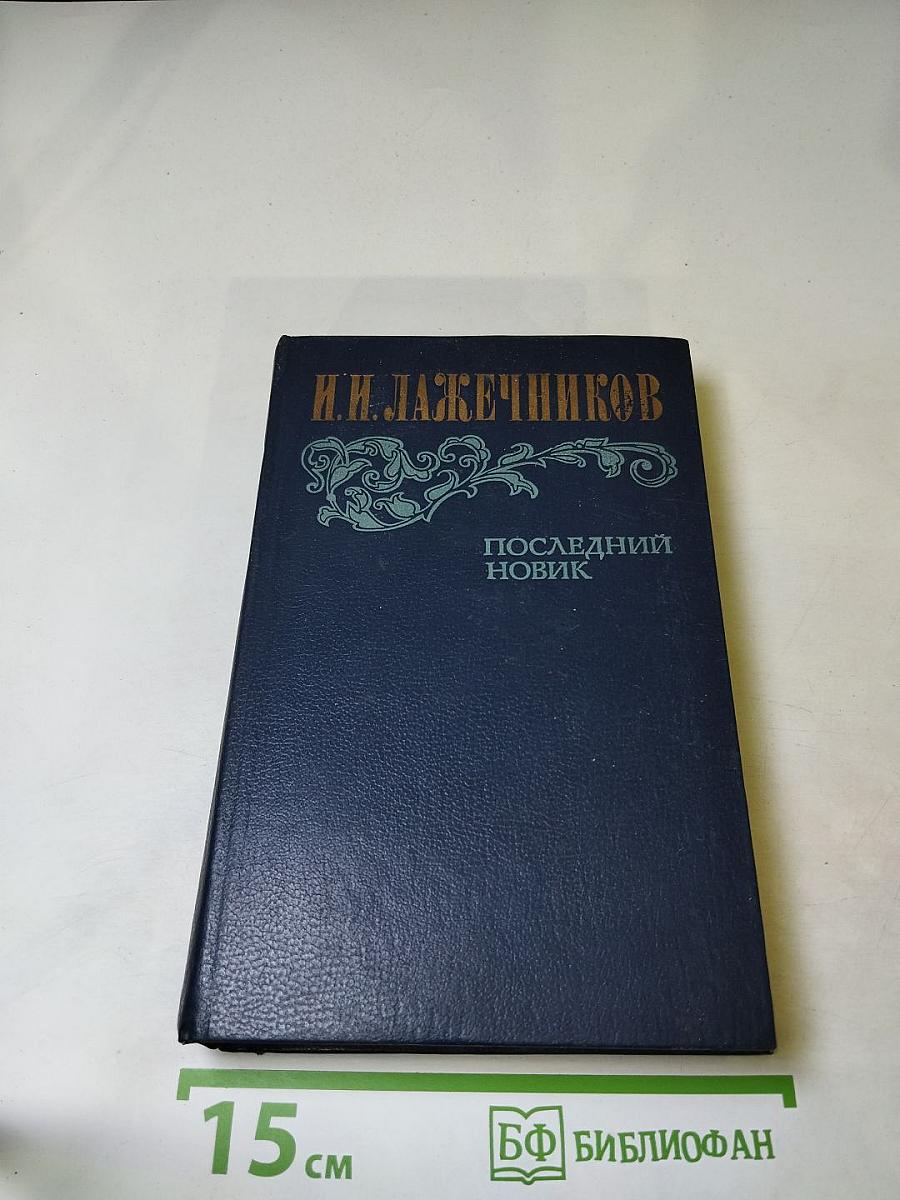 И.И.ЛАЖЕЧНИКОВ
ПОСЛЕДНИЙ
НОВИК
15 см
БФ БИБЛИОФАН